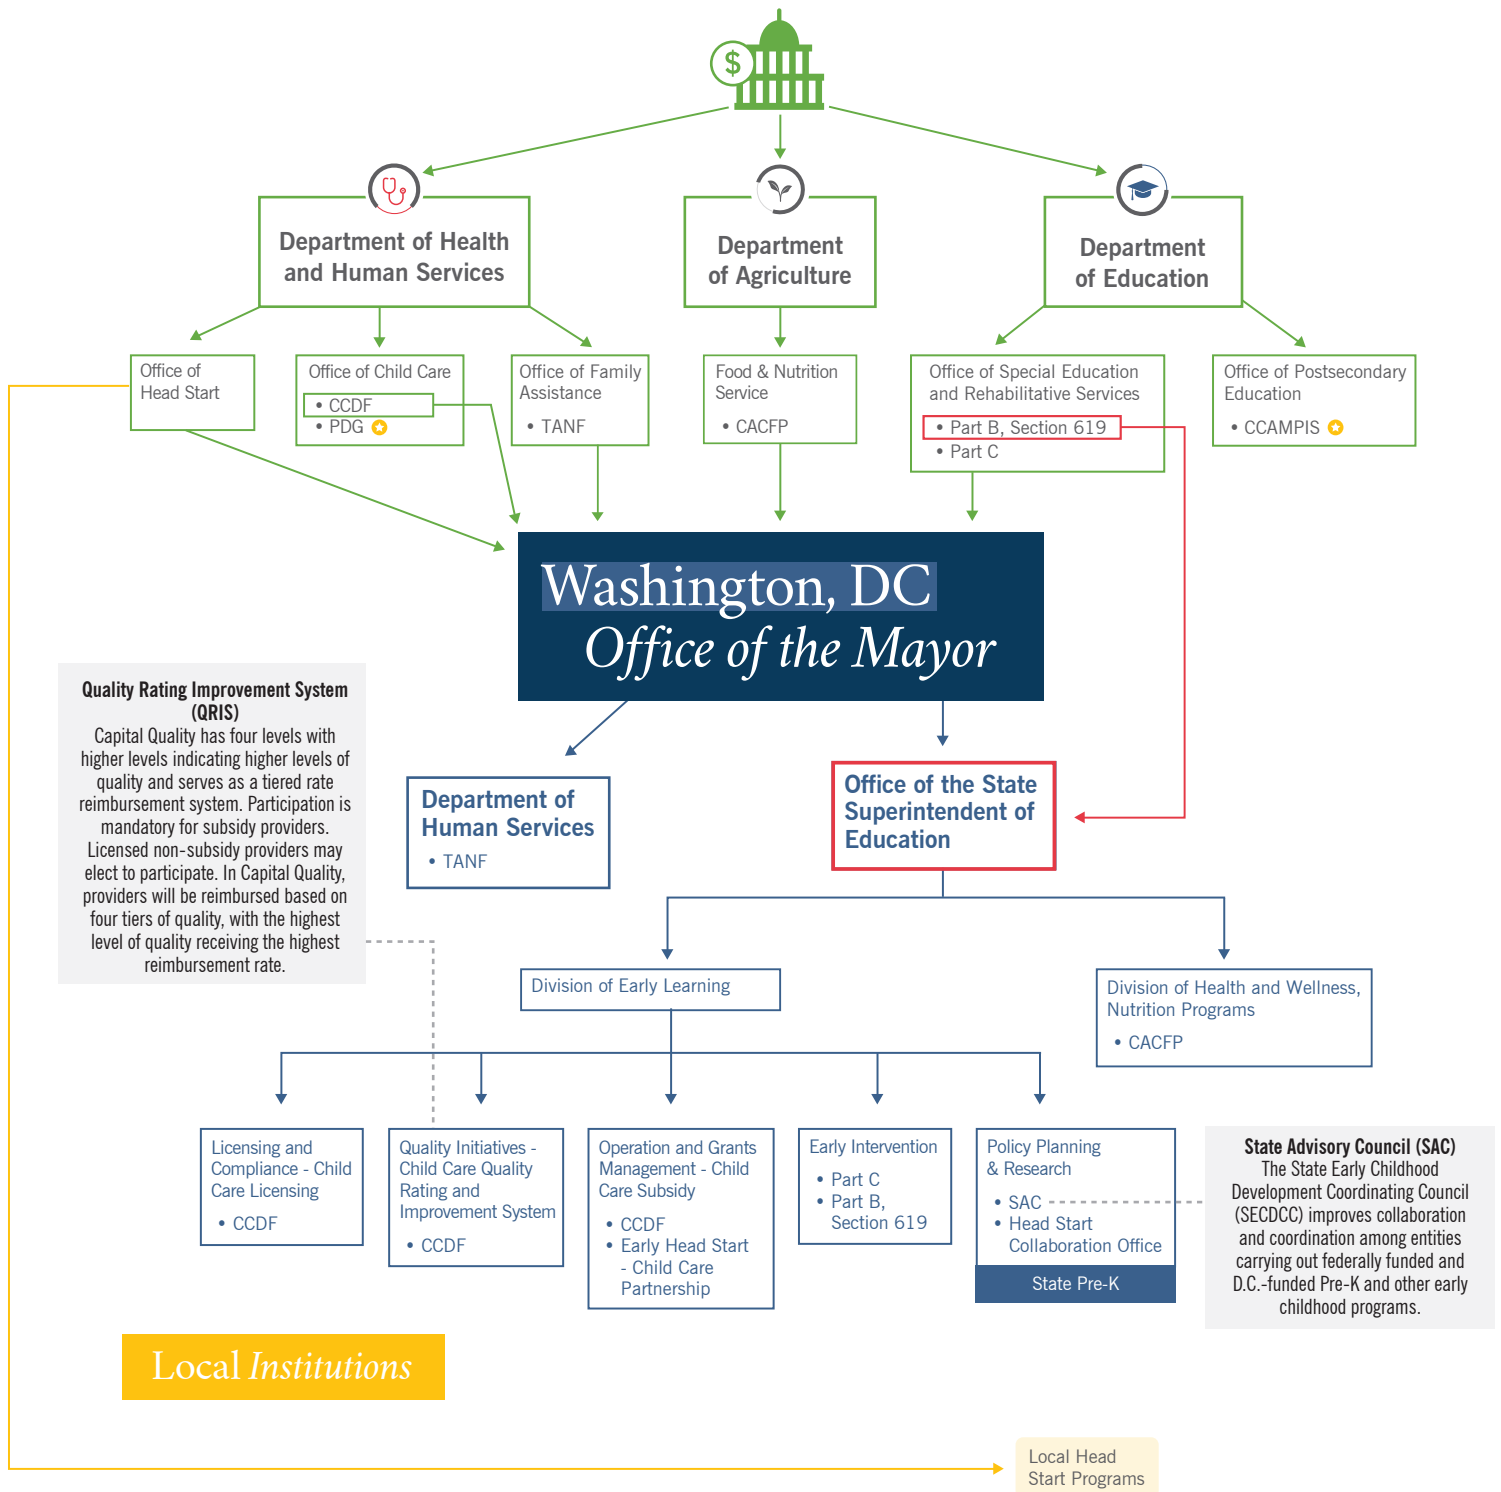 $
Department of Health
and Human Services
Department
of Agriculture
Department
of Education
Office of
Head Start
Office of Child Care
• CCDF
• PDG
Office of Family
Assistance
• TANF
Food & Nutrition
Service
• CACFP
Office of Special Education
and Rehabilitative Services
• Part B, Section 619
• Part C
Office of Postsecondary
Education
• CCAMPIS
Washington, DC
Office of the Mayor
Quality Rating Improvement System
(QRIS)
Capital Quality has four levels with
higher levels indicating higher levels of
quality and serves as a tiered rate
reimbursement system. Participation is
mandatory for subsidy providers.
Licensed non-subsidy providers may
elect to participate. In Capital Quality,
providers will be reimbursed based on
four tiers of quality, with the highest
level of quality receiving the highest
reimbursement rate.
Department of
Human Services
• TANF
Office of the State
Superintendent of
Education
Division of Early Learning
Division of Health and Wellness,
Nutrition Programs
• CACFP
Licensing and
Compliance - Child
Care Licensing
• CCDF
Quality Initiatives -
Child Care Quality
Rating and
Improvement System
• CCDF
Operation and Grants
Management - Child
Care Subsidy
• CCDF
• Early Head Start
- Child Care
Partnership
Early Intervention
• Part C
• Part B,
Section 619
Policy Planning
& Research
• SAC
• Head Start
Collaboration Office
State Pre-K
State Advisory Council (SAC)
The State Early Childhood
Development Coordinating Council
(SECDCC) improves collaboration
and coordination among entities
carrying out federally funded and
D.C.-funded Pre-K and other early
childhood programs.
Local Institutions
Local Head
Start Programs